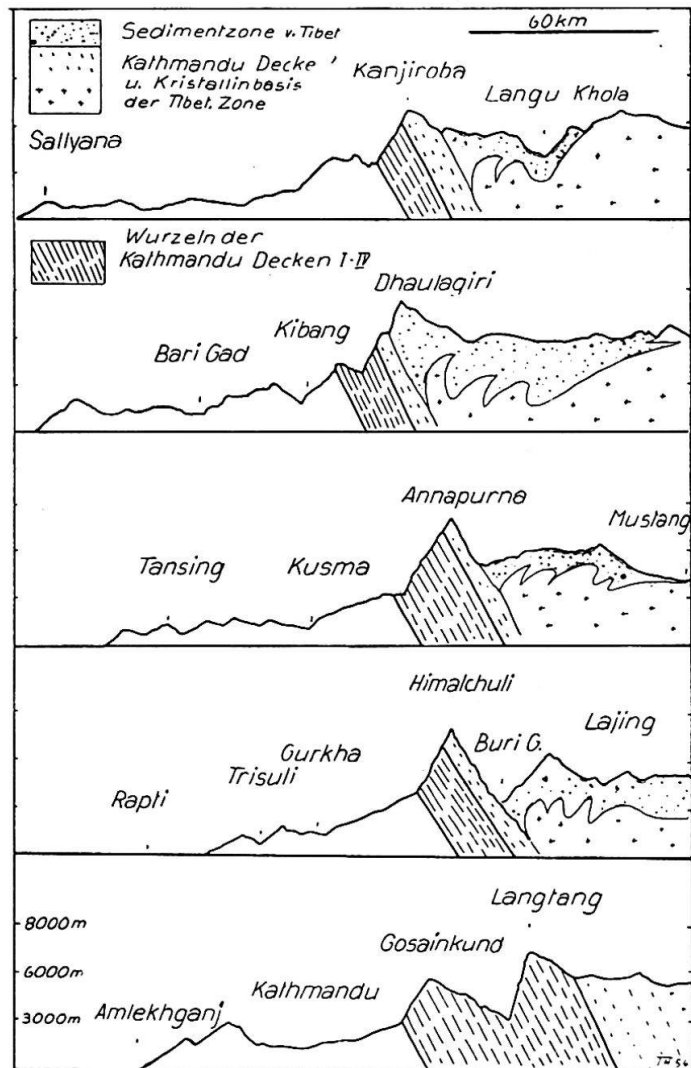 Sedimentzone v. Tibet
60km
Kathmandu Decke
u. Kristallinbasis
der Tibet. Zone
Kanjiroba
Langu Khola
Sallyana
Wurzeln der
Kathmandu Decken I-IV
Dhaulagiri
Kibang
Bari Gad
Annapurna
Mustang
Tansing
Kusma
Himalchuli
Lajing
Buri G.
Gurkha
Trisuli
Rapti
Langtang
8000m
Gosainkund
6000m
Kathmandu
3000m
Amlekhganj